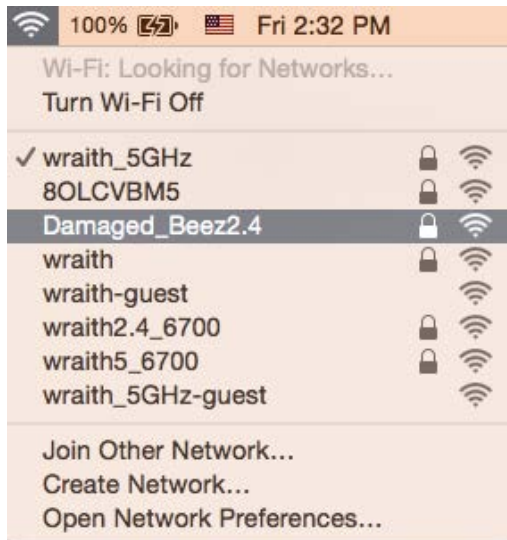 100% Fri 2:32 PM
Wi-Fi: Looking for Networks...
Turn Wi-Fi Off
wraith_5GHz
8OLCVBM5
Damaged_Beez2.4
wraith
wraith-guest
wraith2.4_6700
wraith5_6700
wraith_5GHz-guest
Join Other Network...
Create Network...
Open Network Preferences...